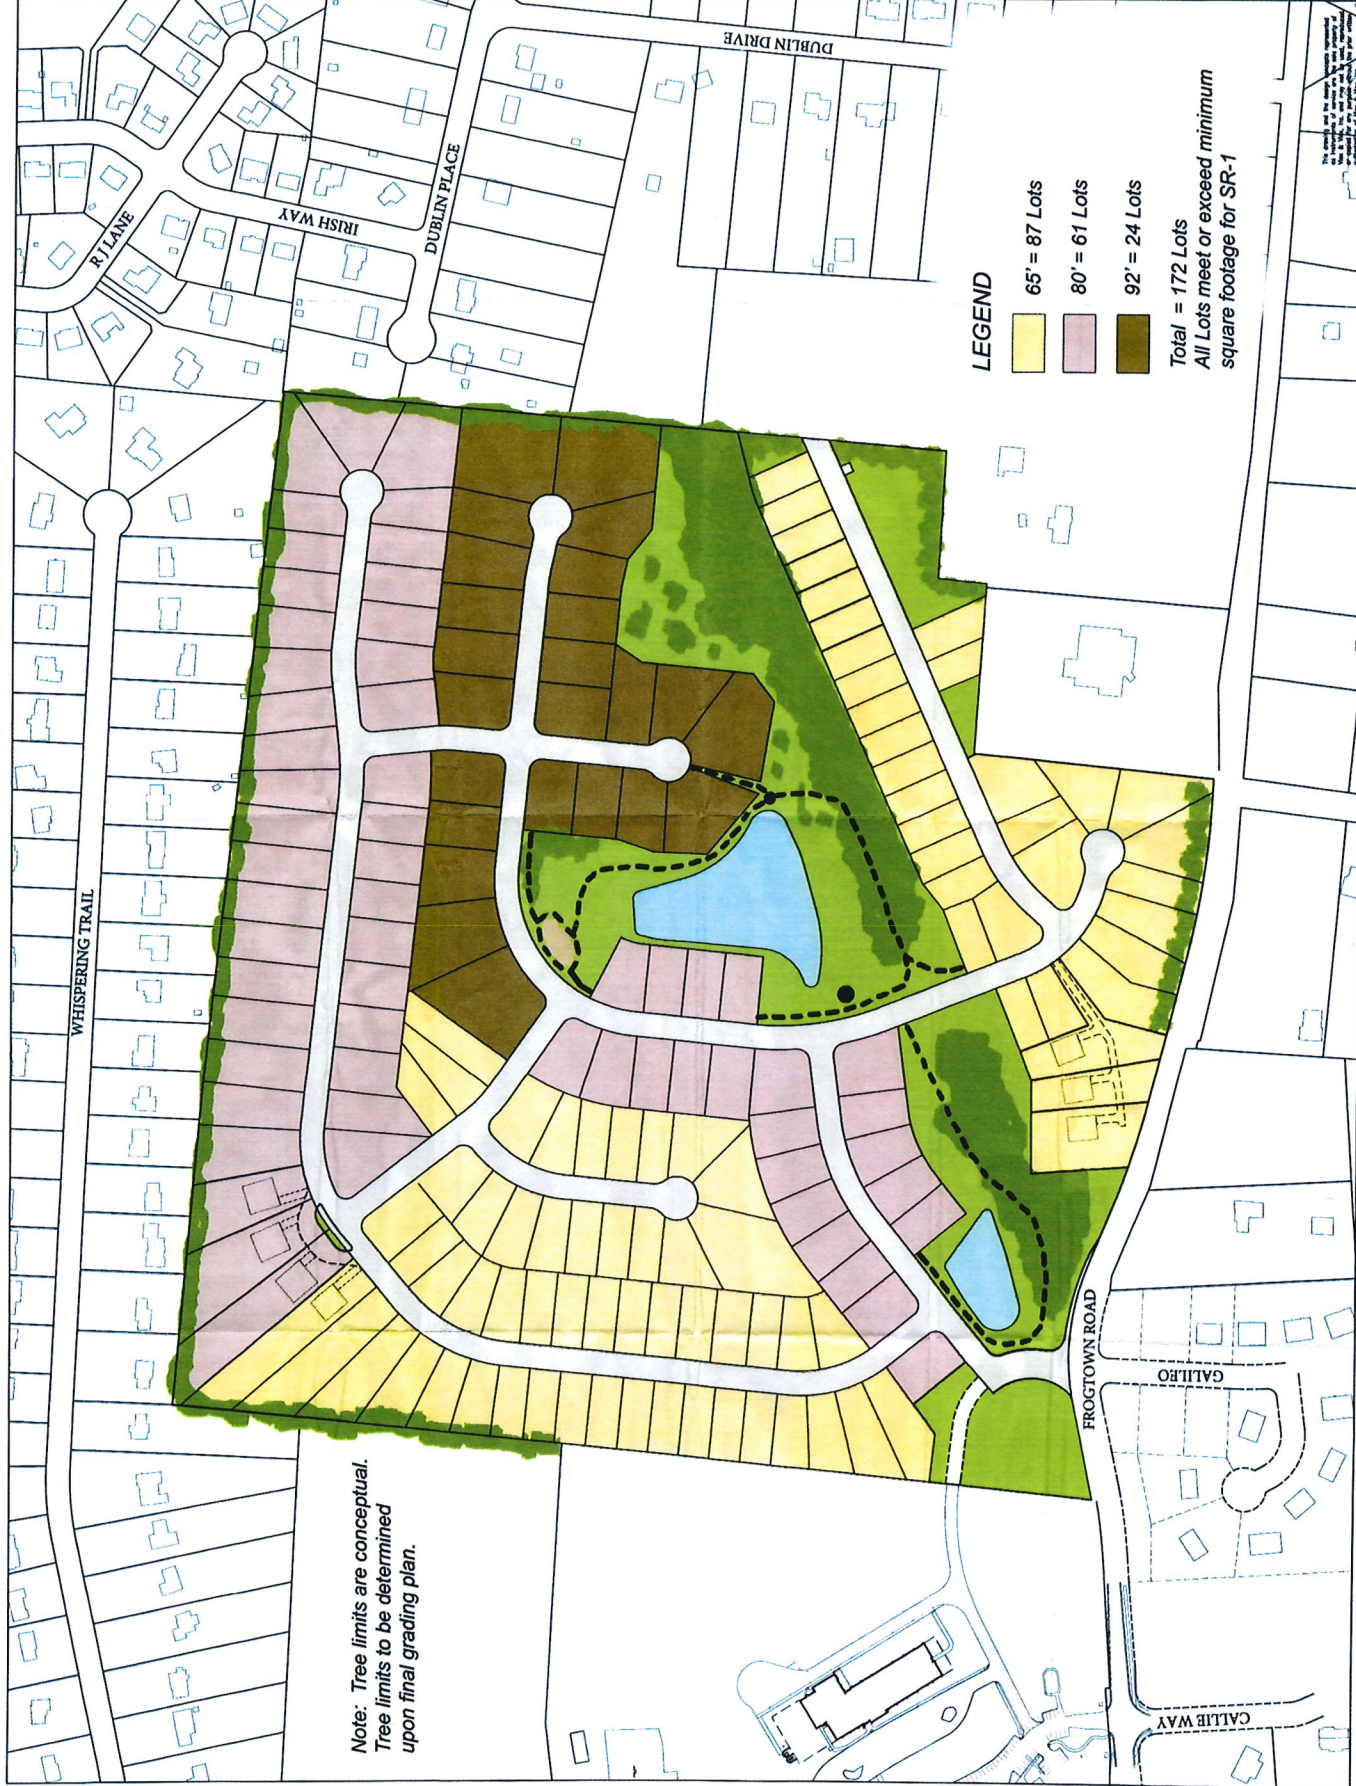 DUBLIN DRIVE
R J LANE
IRISH WAY
DUBLIN PLACE
WHISPERING TRAIL
LEGEND
65' = 87 Lots
80' = 61 Lots
92' = 24 Lots
Total = 172 Lots
All Lots meet or exceed minimum
square footage for SR-1
Note: Tree limits are conceptual.
Tree limits to be determined
upon final grading plan.
FROGTOWN ROAD
GALILEO
CALLIE WAY